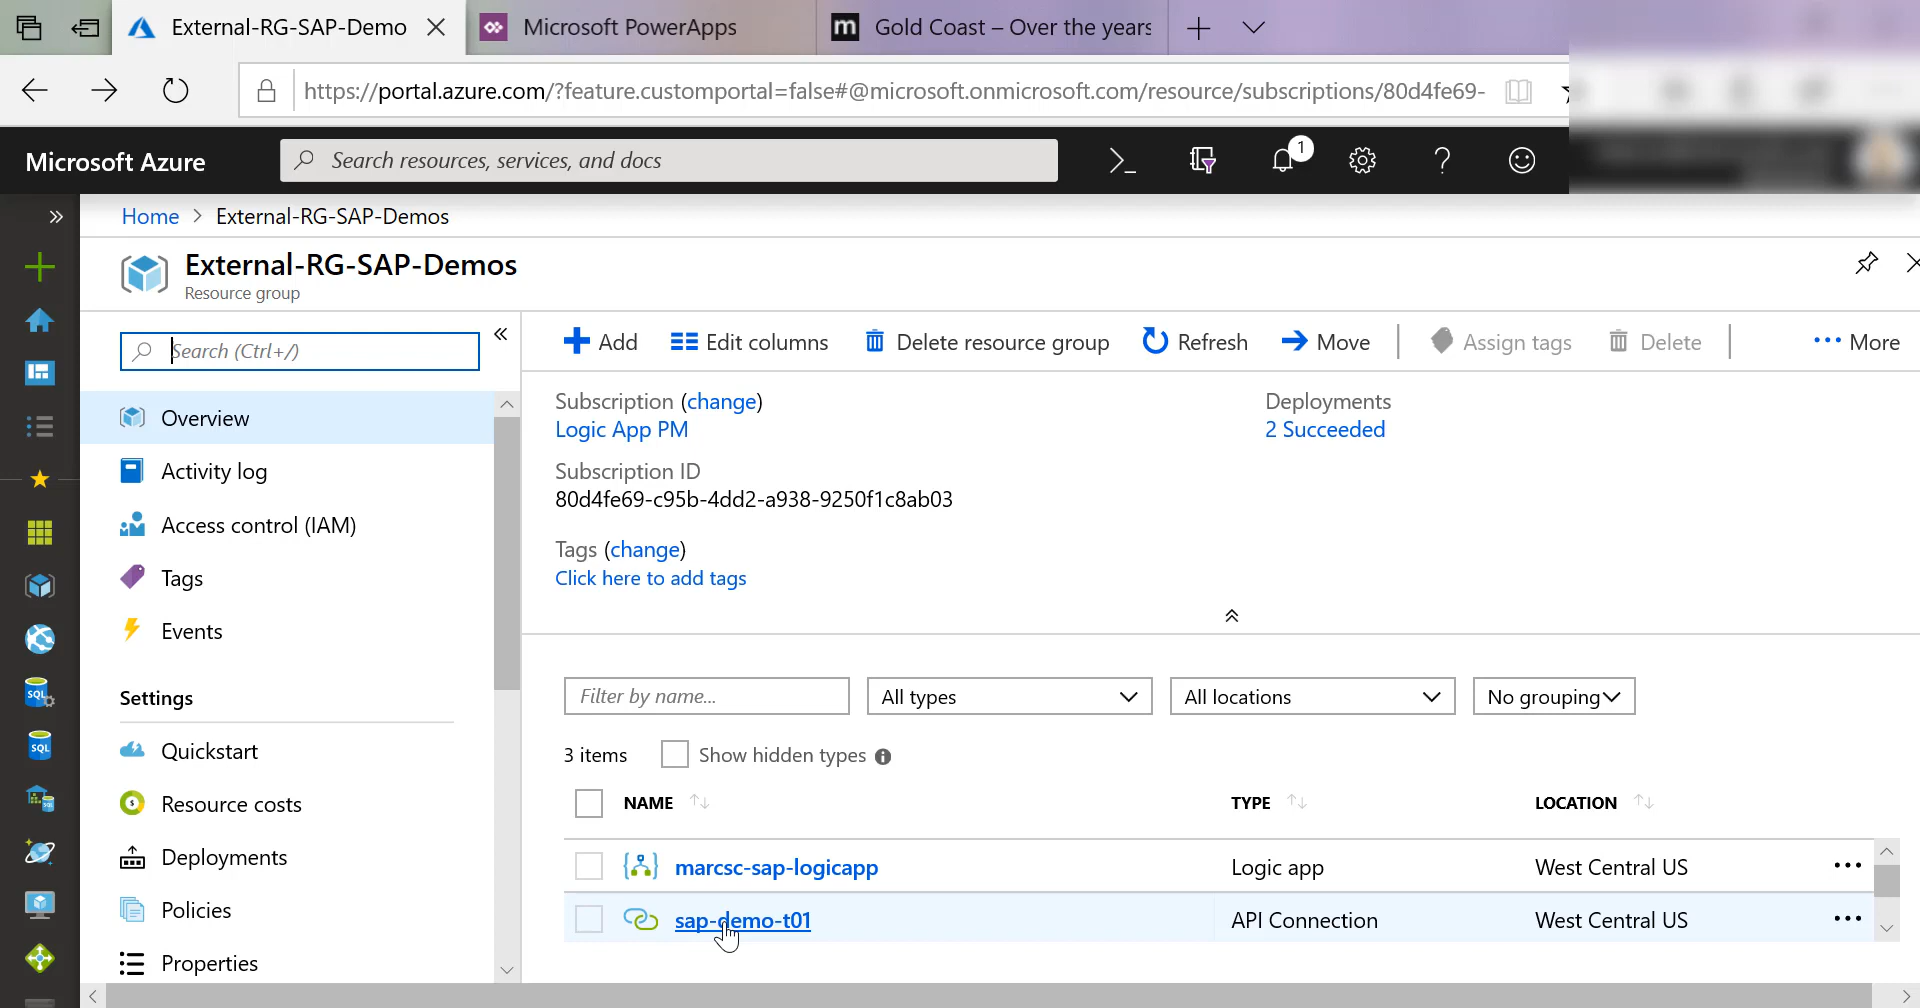 External-RG-SAP-Demo
Microsoft PowerApps
m
Gold Coast – Over the years
https://portal.azure.com/?feature.customportal=false#@microsoft.onmicrosoft.com/resource/subscriptions/80d4fe69-
Microsoft Azure
Search resources, services, and docs
1
Home > External-RG-SAP-Demos
External-RG-SAP-Demos
Resource group
Search (Ctrl+/)
Add
Edit columns
Delete resource group
Refresh
Move
Assign tags
Delete
More
Overview
Activity log
Access control (IAM)
Tags
Events
Settings
Quickstart
Resource costs
Deployments
Policies
Properties
Subscription (change)
Logic App PM
Deployments
2 Succeeded
Subscription ID
80d4fe69-c95b-4dd2-a938-9250f1c8ab03
Tags (change)
Click here to add tags
Filter by name...
All types
All locations
No grouping
3 items
Show hidden types
NAME
TYPE
LOCATION
marcsc-sap-logicapp
Logic app
West Central US
sap-demo-t01
API Connection
West Central US
SQL
SQL
SQL